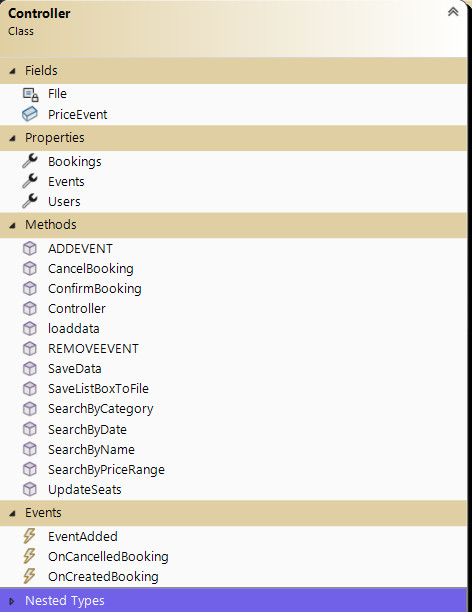 Controller
Class
Fields
FIle
PriceEvent
Properties
Bookings
Events
Users
Methods
ADDEVENT
CancelBooking
ConfirmBooking
Controller
loaddata
REMOVEEVENT
SaveData
SaveListBoxToFile
SearchByCategory
SearchByDate
SearchByName
SearchByPriceRange
UpdateSeats
Events
EventAdded
OnCancelledBooking
OnCreatedBooking
Nested Types